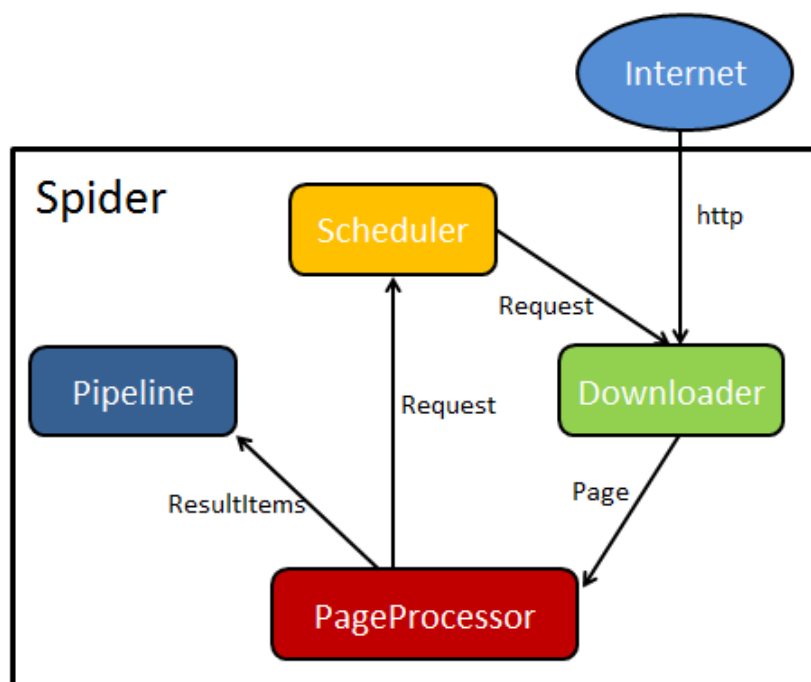 Internet
Spider
Scheduler
http
Request
Pipeline
Downloader
Request
Page
ResultItems
PageProcessor